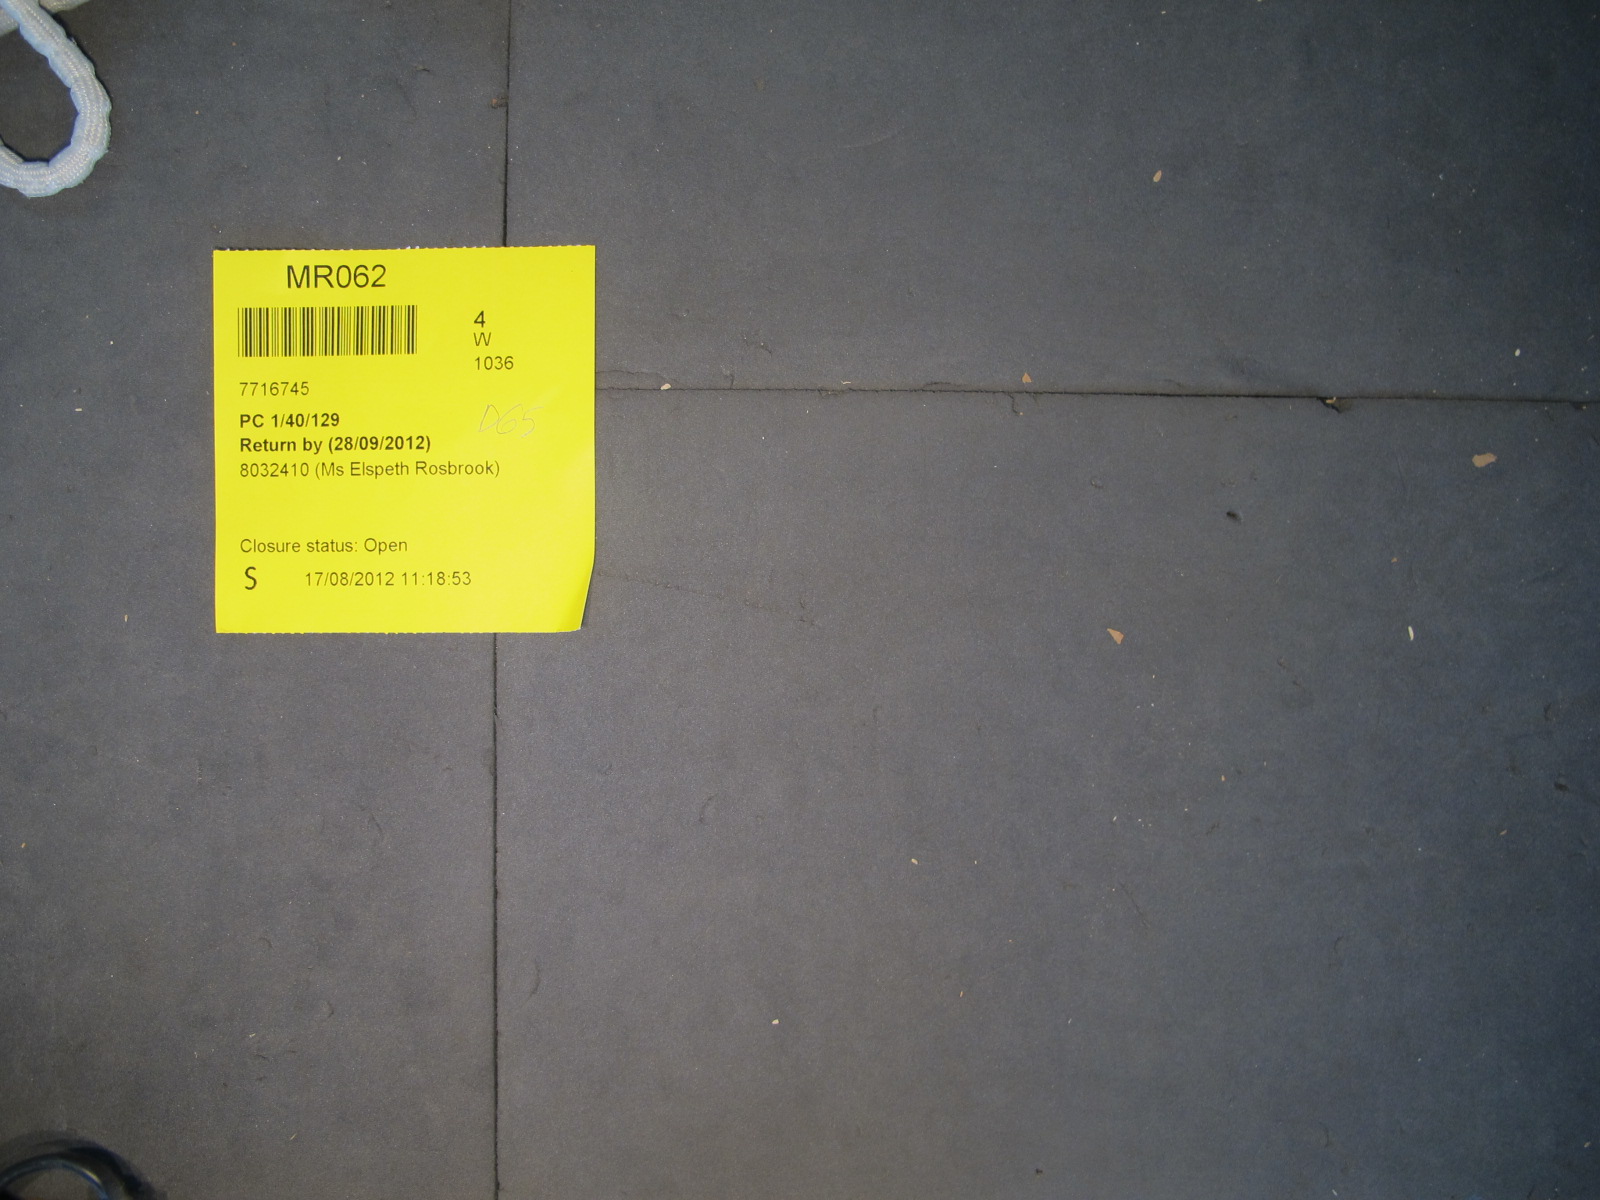 MR062
4
W
1036
7716745
PC 1/40/129
D65
Return by (28/09/2012)
8032410 (Ms Elspeth Rosbrook)
Closure status: Open
S 17/08/2012 11:18:53